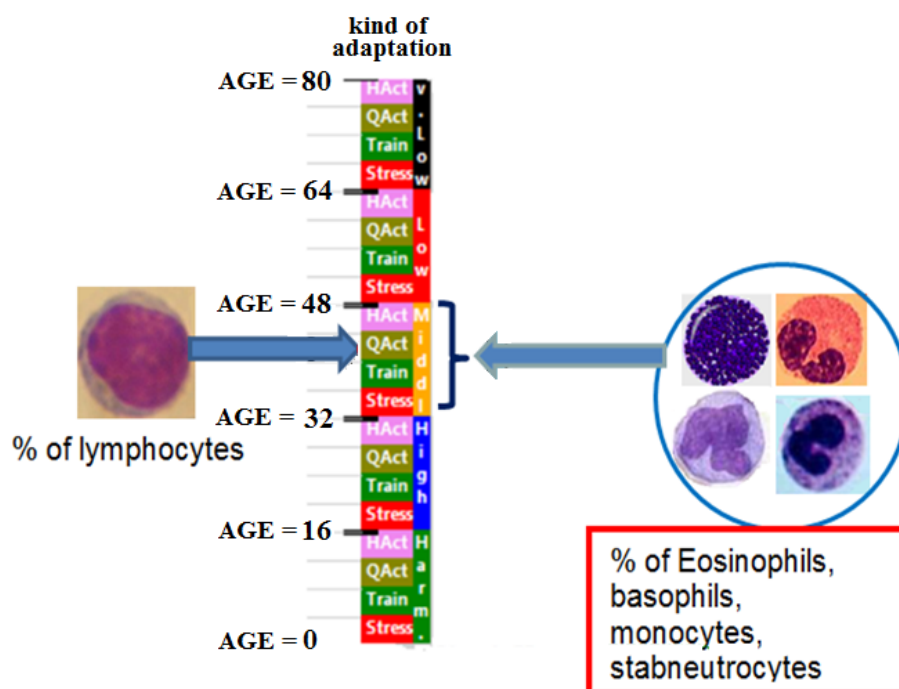 kind of
adaptation
AGE = 80
HAct
QAct
Train
Stress
v.Low
AGE = 64
HAct
QAct
Train
Stress
Low
AGE = 48
HAct
QAct
Train
Stress
Middl
AGE = 32
HAct
QAct
Train
Stress
High
AGE = 16
HAct
QAct
Train
Stress
Harm.
AGE = 0
% of lymphocytes
% of Eosinophils,
basophils,
monocytes,
stabneutrocytes